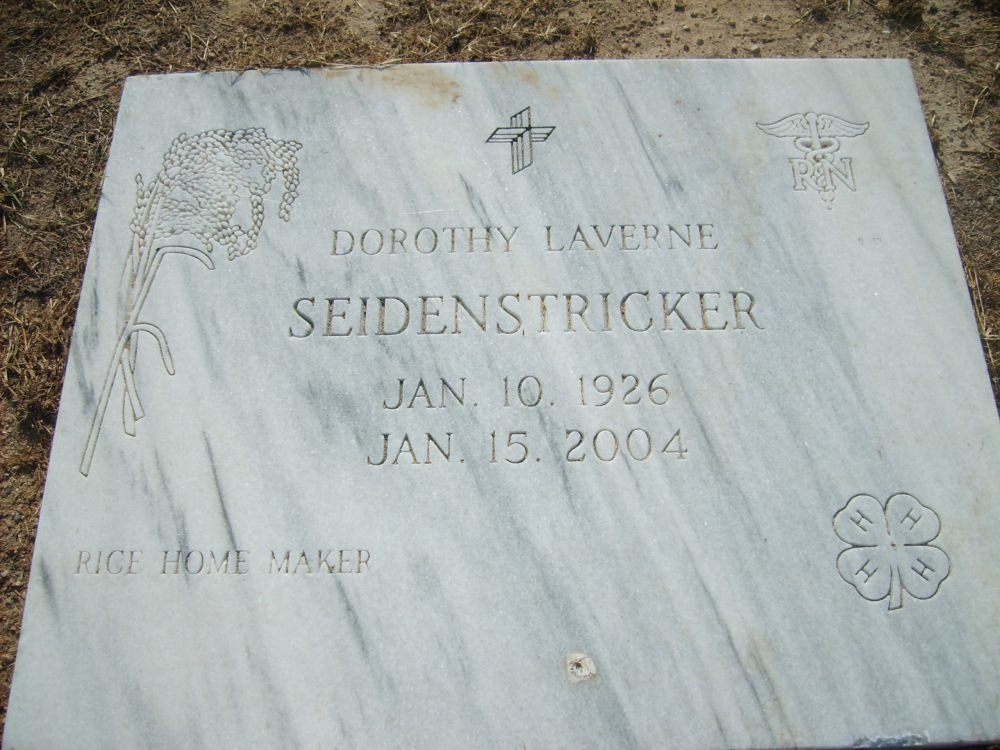 RN
DOROTHY LAVERNE
SEIDENSTRICKER
JAN. 10. 1926
JAN. 15. 2004
H H
H H
RICE HOME MAKER